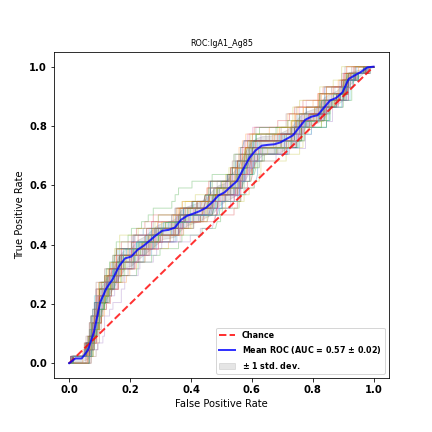 ROC:IgA1_Ag85
True Positive Rate
1.0
0.8
0.6
0.4
0.2
0.0
0.0 0.2 0.4 0.6 0.8 1.0
False Positive Rate
Chance
Mean ROC (AUC = 0.57 ± 0.02)
± 1 std. dev.